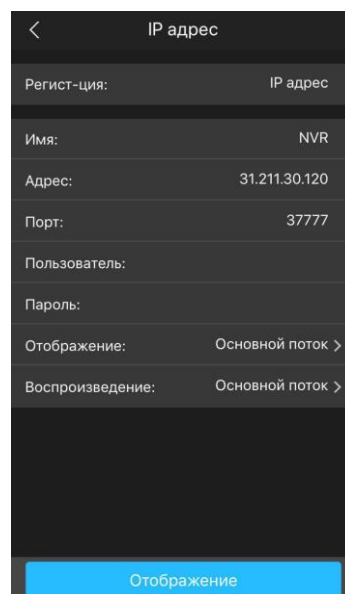 IP адрес
Регист-ция: IP адрес
Имя: NVR
Адрес: 31.211.30.120
Порт: 37777
Пользователь:
Пароль:
Отображение: Основной поток
Воспроизведение: Основной поток
Отображение